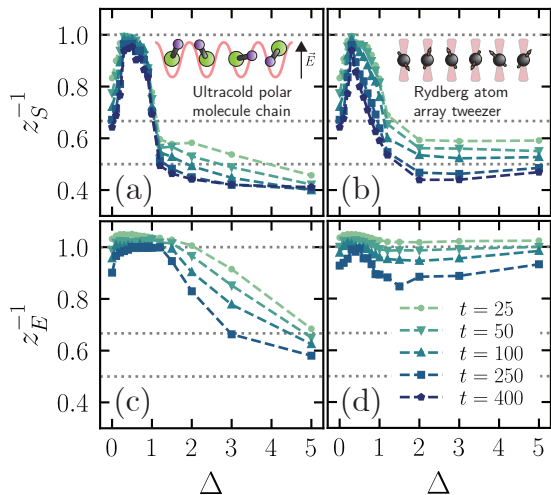 1.0
0.8
0.6
0.4
z_S^{-1}
Ultracold polar
molecule chain
\vec{E}
(a)
Rydberg atom
array tweezer
(b)
1.0
0.8
0.6
0.4
z_E^{-1}
(c)
t = 25
t = 50
t = 100
t = 250
t = 400
(d)
0 1 2 3 4 5
0 1 2 3 4 5
Δ
Δ